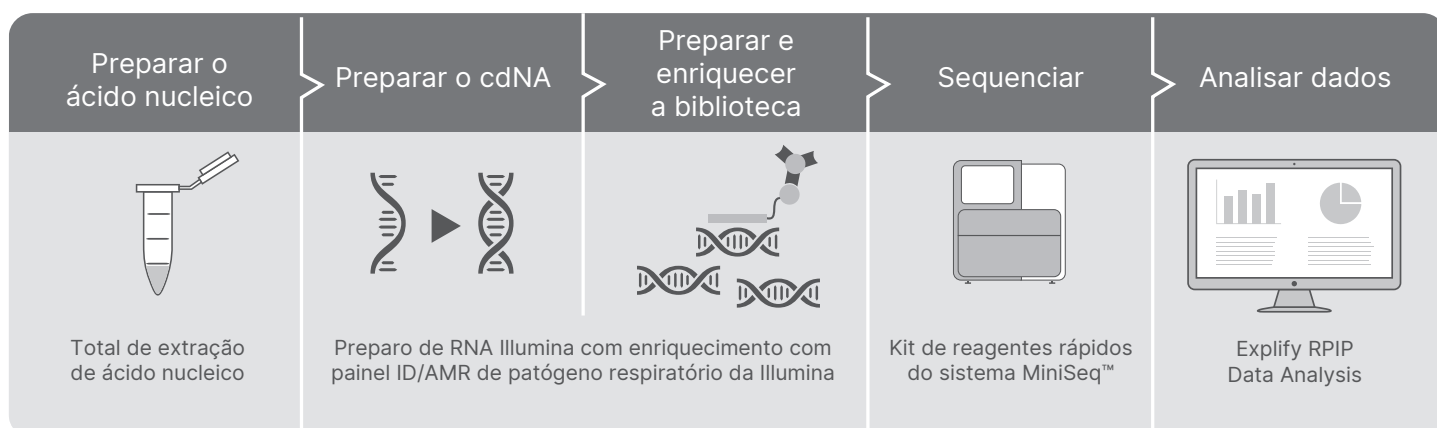 Preparar o
ácido nucleico
Preparar o cdNA
Preparar e
enriquecer
a biblioteca
Sequenciar
Analisar dados
Total de extração
de ácido nucleico
Preparo de RNA Illumina com enriquecimento com
painel ID/AMR de patógeno respiratório da Illumina
Kit de reagentes rápidos
do sistema MiniSeq™
Explify RPIP
Data Analysis